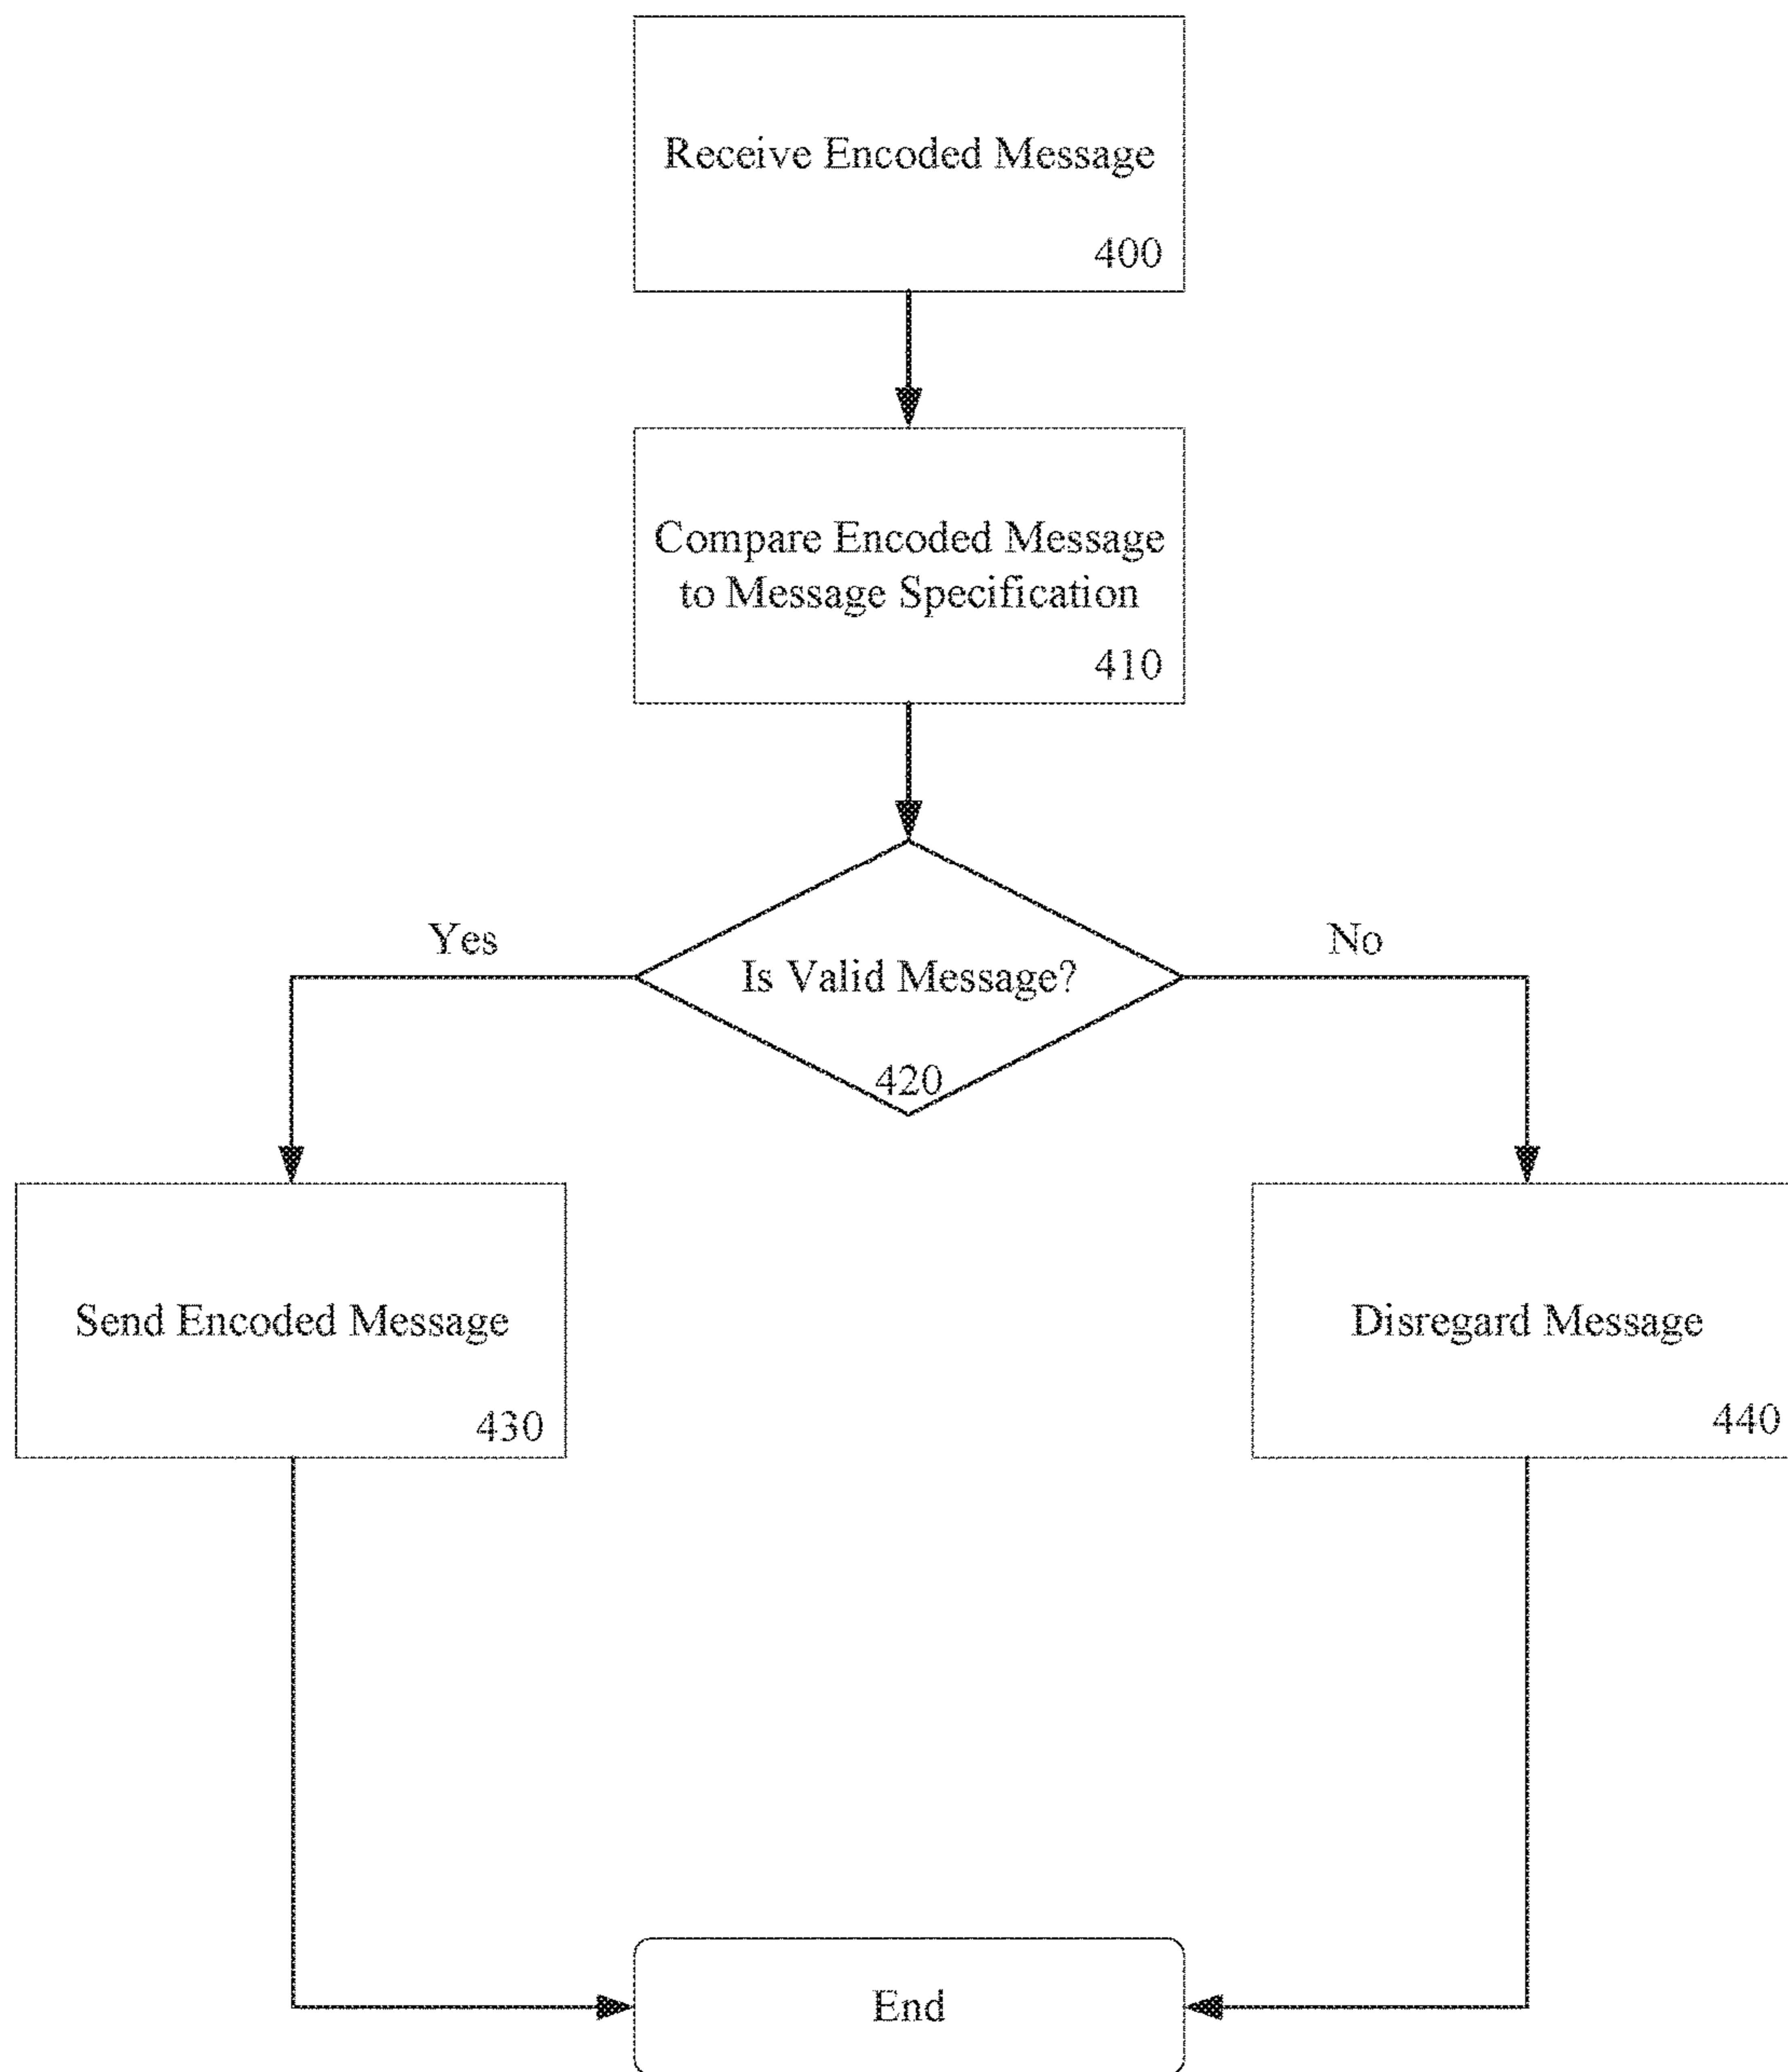 Receive Encoded Message
400
Compare Encoded Message
to Message Specification
410
Yes
No
Is Valid Message?
420
Send Encoded Message
430
Disregard Message
440
End